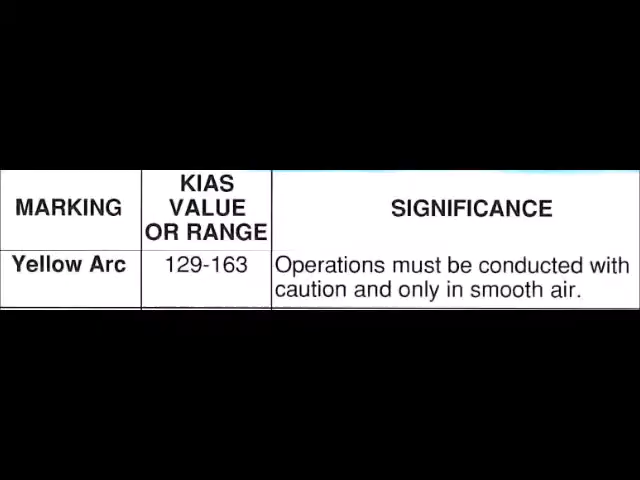 MARKING
KIAS
VALUE
OR RANGE
SIGNIFICANCE
Yellow Arc
129-163
Operations must be conducted with
caution and only in smooth air.